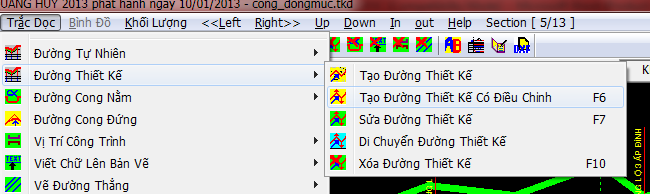 QUANG HUY 2013 phát hành ngày 10/01/2013 - cong_dongmuc.tkd
Trắc Dọc Bình Đồ Khối Lượng <<Left Right>> Up Down In out Help Section [ 5/13 ]
Đường Tự Nhiên
Đường Thiết Kế
Đường Cong Nằm
Đường Cong Đứng
Vị Trí Công Trình
Viết Chữ Lên Bản Vẽ
Vẽ Đường Thẳng
Tạo Đường Thiết Kế
Tạo Đường Thiết Kế Có Điều Chỉnh F6
Sửa Đường Thiết Kế F7
Di Chuyển Đường Thiết Kế
Xóa Đường Thiết Kế F10
DXF
K
LỘ 3 ẤP ĐÌNH